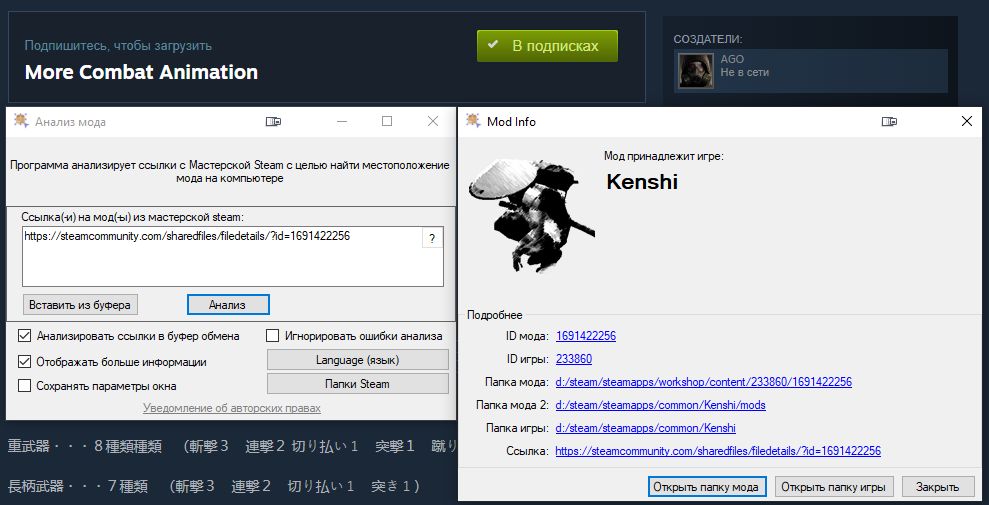 Подпишитесь, чтобы загрузить
More Combat Animation
В подписках
СОЗДАТЕЛИ:
AGO
Не в сети
Анализ мода
Программа анализирует ссылки с Мастерской Steam с целью найти местоположение
мода на компьютере
Ссылка(-и) на мод(-ы) из мастерской steam:
https://steamcommunity.com/sharedfiles/filedetails/?id=1691422256
?
Вставить из буфера
Анализ
Анализировать ссылки в буфер обмена
Игнорировать ошибки анализа
Отображать больше информации
Language (язык)
Сохранять параметры окна
Папки Steam
Уведомление об авторских правах
Mod Info
Мод принадлежит игре:
Kenshi
Подробнее
ID мода: 1691422256
ID игры: 233860
Папка мода: d:/steam/steamapps/workshop/content/233860/1691422256
Папка мода 2: d:/steam/steamapps/common/Kenshi/mods
Папка игры: d:/steam/steamapps/common/Kenshi
Ссылка: https://steamcommunity.com/sharedfiles/filedetails/?id=1691422256
Открыть папку мода
Открыть папку игры
Закрыть
重武器・・・８種類種類　（斬撃３　連撃２ 切り払い１　突撃１　蹴り
長柄武器・・・７種類　（斬撃３　連撃２　切り払い１　突き１）